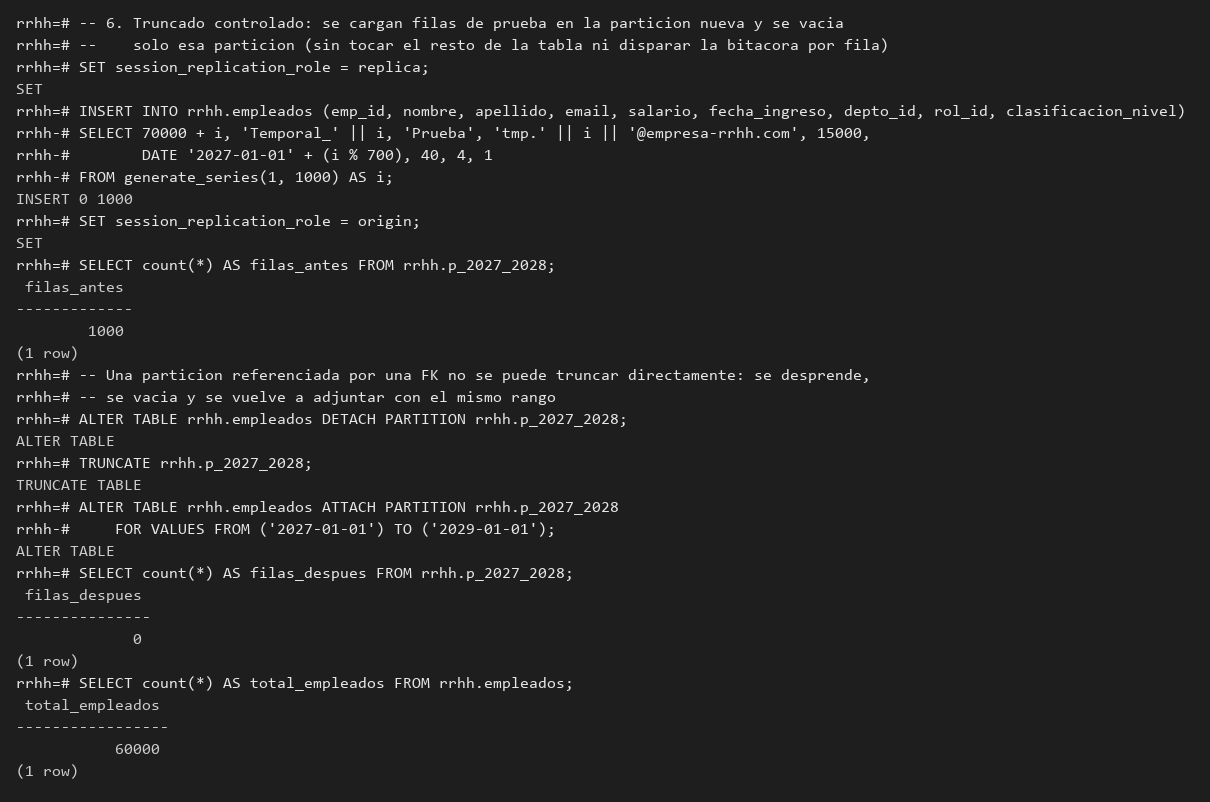 rrhh=# -- 6. Truncado controlado: se cargan filas de prueba en la particion nueva y se vacia
rrhh=# --    solo esa particion (sin tocar el resto de la tabla ni disparar la bitacora por fila)
rrhh=# SET session_replication_role = replica;
SET
rrhh=# INSERT INTO rrhh.empleados (emp_id, nombre, apellido, email, salario, fecha_ingreso, depto_id, rol_id, clasificacion_nivel)
rrhh-# SELECT 70000 + i, 'Temporal_' || i, 'Prueba', 'tmp.' || i || '@empresa-rrhh.com', 15000,
rrhh-#        DATE '2027-01-01' + (i % 700), 40, 4, 1
rrhh-# FROM generate_series(1, 1000) AS i;
INSERT 0 1000
rrhh=# SET session_replication_role = origin;
SET
rrhh=# SELECT count(*) AS filas_antes FROM rrhh.p_2027_2028;
 filas_antes
-------------
        1000
(1 row)
rrhh=# -- Una particion referenciada por una FK no se puede truncar directamente: se desprende,
rrhh=# -- se vacia y se vuelve a adjuntar con el mismo rango
rrhh=# ALTER TABLE rrhh.empleados DETACH PARTITION rrhh.p_2027_2028;
ALTER TABLE
rrhh=# TRUNCATE rrhh.p_2027_2028;
TRUNCATE TABLE
rrhh=# ALTER TABLE rrhh.empleados ATTACH PARTITION rrhh.p_2027_2028
rrhh-#     FOR VALUES FROM ('2027-01-01') TO ('2029-01-01');
ALTER TABLE
rrhh=# SELECT count(*) AS filas_despues FROM rrhh.p_2027_2028;
 filas_despues
---------------
             0
(1 row)
rrhh=# SELECT count(*) AS total_empleados FROM rrhh.empleados;
 total_empleados
-----------------
           60000
(1 row)